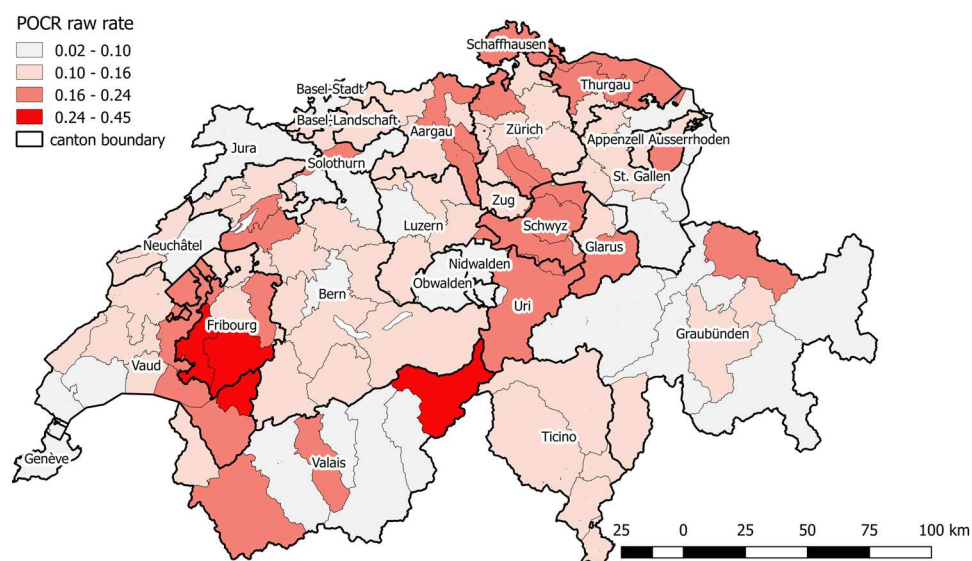 POCR raw rate
0.02 - 0.10
0.10 - 0.16
0.16 - 0.24
0.24 - 0.45
canton boundary
Schaffhausen
Basel-Stadt
Thurgau
Basel-Landschaft
Aargau
Zürich
Appenzell Ausserrhoden
Jura
Solothurn
St. Gallen
Zug
Luzern
Schwyz
Neuchâtel
Glarus
Nidwalden
Obwalden
Bern
Uri
Fribourg
Graubünden
Vaud
Ticino
Genève
Valais
25 0 25 50 75 100 km